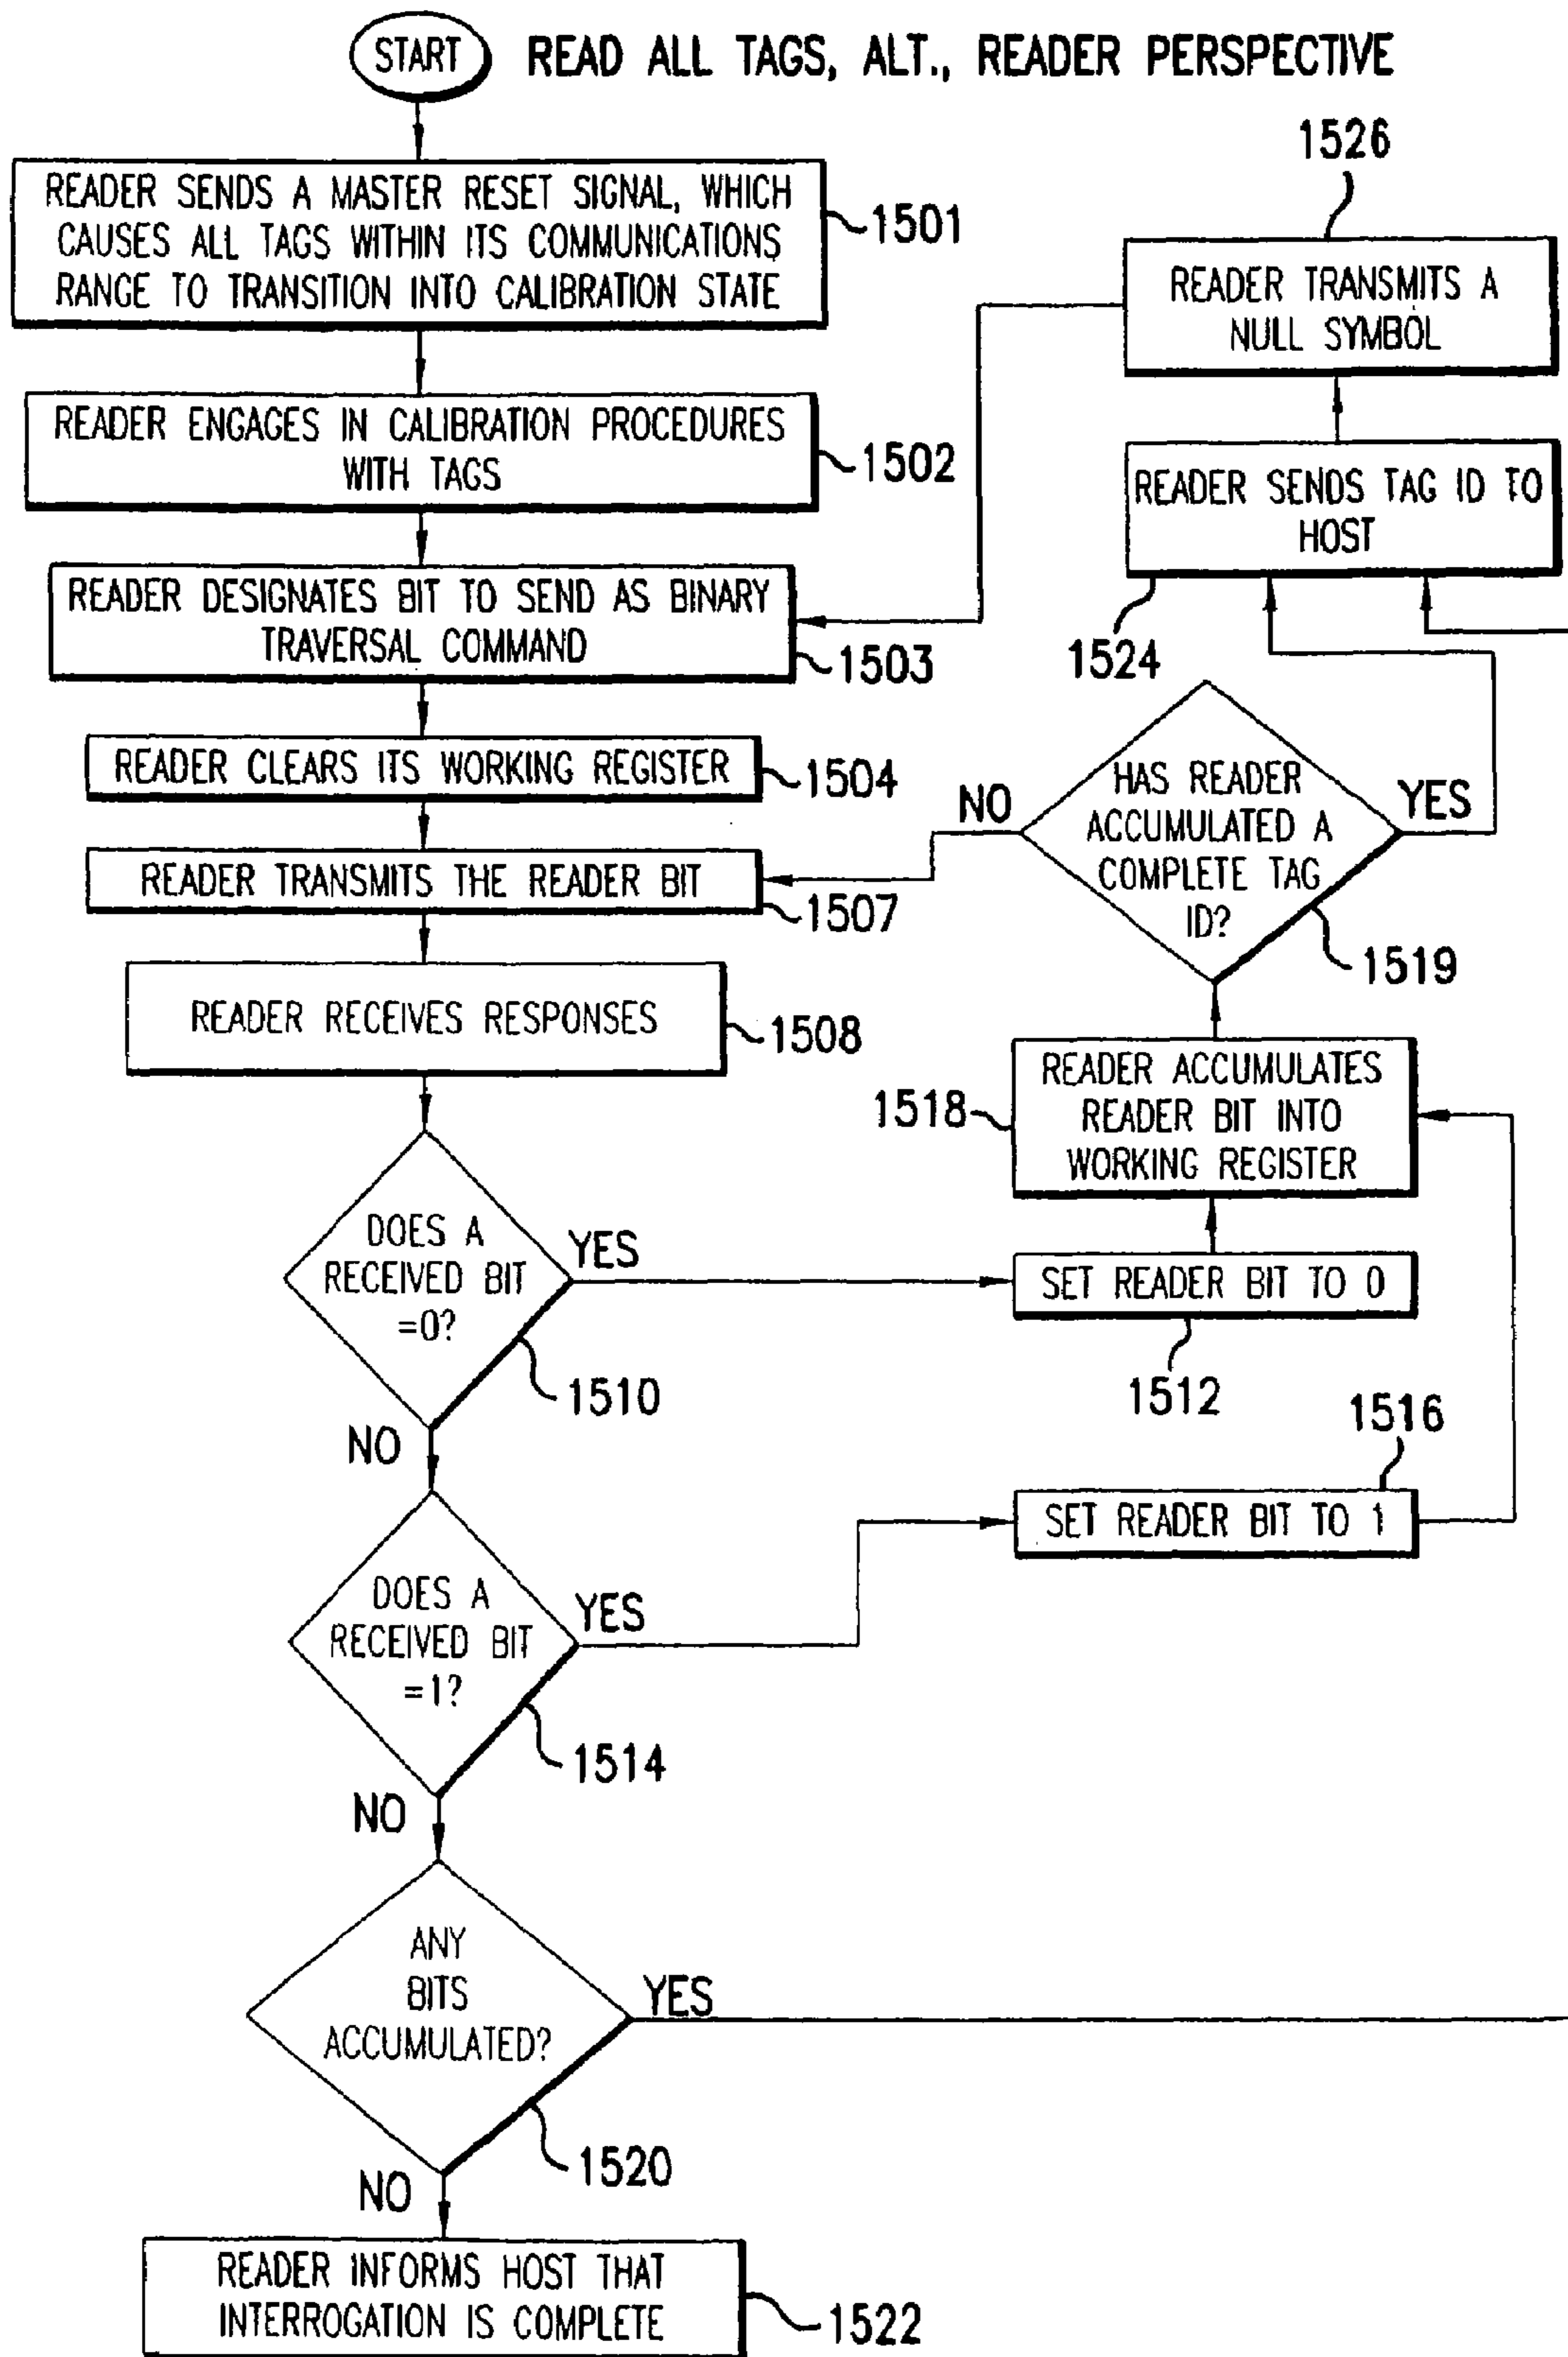 START
READ ALL TAGS, ALT., READER PERSPECTIVE
READER SENDS A MASTER RESET SIGNAL, WHICH
CAUSES ALL TAGS WITHIN ITS COMMUNICATIONS
RANGE TO TRANSITION INTO CALIBRATION STATE
1501
READER ENGAGES IN CALIBRATION PROCEDURES
WITH TAGS
1502
READER DESIGNATES BIT TO SEND AS BINARY
TRAVERSAL COMMAND
1503
READER CLEARS ITS WORKING REGISTER
1504
READER TRANSMITS THE READER BIT
1507
READER RECEIVES RESPONSES
1508
DOES A
RECEIVED BIT
=0?
YES
1510
NO
DOES A
RECEIVED BIT
=1?
YES
1514
NO
ANY
BITS
ACCUMULATED?
YES
1520
NO
READER INFORMS HOST THAT
INTERROGATION IS COMPLETE
1522
1526
READER TRANSMITS A
NULL SYMBOL
READER SENDS TAG ID TO
HOST
1524
HAS READER
ACCUMULATED A
COMPLETE TAG
ID?
NO
YES
1519
READER ACCUMULATES
READER BIT INTO
WORKING REGISTER
1518
SET READER BIT TO 0
1512
1516
SET READER BIT TO 1